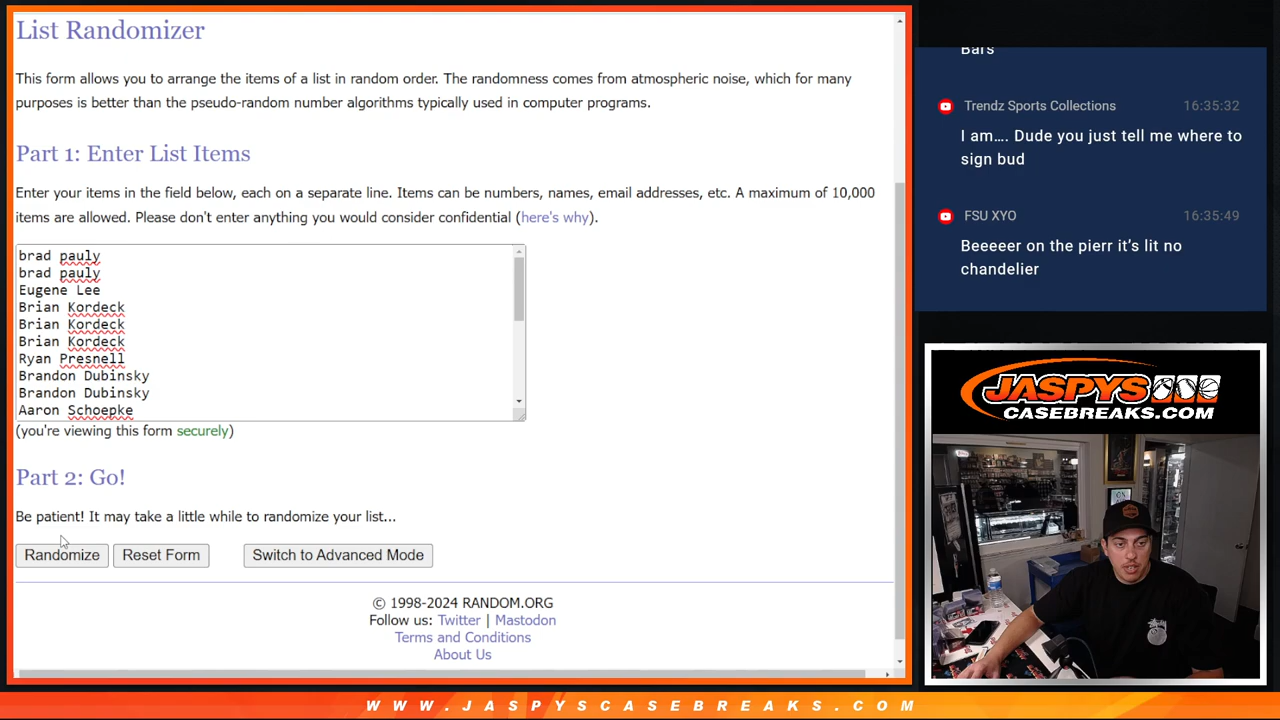 List Randomizer
This form allows you to arrange the items of a list in random order. The randomness comes from atmospheric noise, which for many
purposes is better than the pseudo-random number algorithms typically used in computer programs.
Part 1: Enter List Items
Enter your items in the field below, each on a separate line. Items can be numbers, names, email addresses, etc. A maximum of 10,000
items are allowed. Please don't enter anything you would consider confidential (here's why).
brad pauly
brad pauly
Eugene Lee
Brian Kordeck
Brian Kordeck
Brian Kordeck
Ryan Presnell
Brandon Dubinsky
Brandon Dubinsky
Aaron Schoepke
(you're viewing this form securely)
Part 2: Go!
Be patient! It may take a little while to randomize your list...
Randomize Reset Form Switch to Advanced Mode
© 1998-2024 RANDOM.ORG
Follow us: Twitter | Mastodon
Terms and Conditions
About Us
Bars
Trendz Sports Collections 16:35:32
I am.... Dude you just tell me where to
sign bud
FSU XYO 16:35:49
Beeeeer on the pierr it's lit no
chandelier
JASPYS
CASEBREAKS.COM
WWW.JASPYSCASEBREAKS.COM